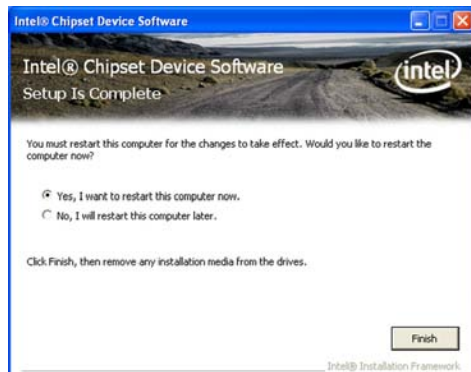 Intel® Chipset Device Software
Intel® Chipset Device Software
(intel)
Setup Is Complete
You must restart this computer for the changes to take effect. Would you like to restart the
computer now?
Yes, I want to restart this computer now.
No, I will restart this computer later.
Click Finish, then remove any installation media from the drives.
Finish
Intel® Installation Framework